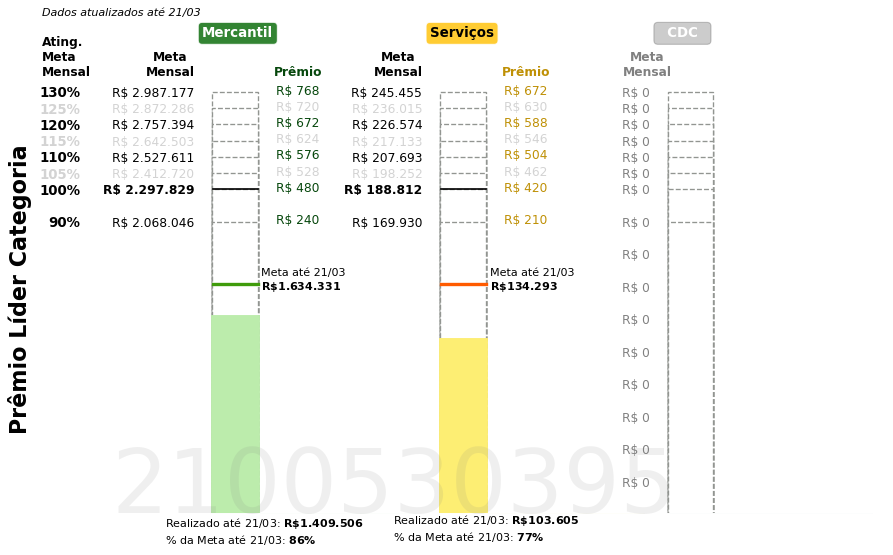 Dados atualizados até 21/03
Mercantil Serviços CDC
Ating.
Meta Meta Meta Meta
Mensal Mensal Prêmio Mensal Prêmio Mensal
130% R$ 2.987.177 R$ 768 R$ 245.455 R$ 672 R$ 0
125% R$ 2.872.286 R$ 720 R$ 236.015 R$ 630 R$ 0
120% R$ 2.757.394 R$ 672 R$ 226.574 R$ 588 R$ 0
115% R$ 2.642.503 R$ 624 R$ 217.133 R$ 546 R$ 0
110% R$ 2.527.611 R$ 576 R$ 207.693 R$ 504 R$ 0
105% R$ 2.412.720 R$ 528 R$ 198.252 R$ 462 R$ 0
100% R$ 2.297.829 R$ 480 R$ 188.812 R$ 420 R$ 0
90% R$ 2.068.046 R$ 240 R$ 169.930 R$ 210 R$ 0
R$ 0
Meta até 21/03 Meta até 21/03
R$1.634.331 R$134.293 R$ 0
R$ 0
R$ 0
R$ 0
R$ 0
R$ 0
R$ 0
Prêmio Líder Categoria
2100530395
Realizado até 21/03: R$1.409.506 Realizado até 21/03: R$103.605
% da Meta até 21/03: 86% % da Meta até 21/03: 77%